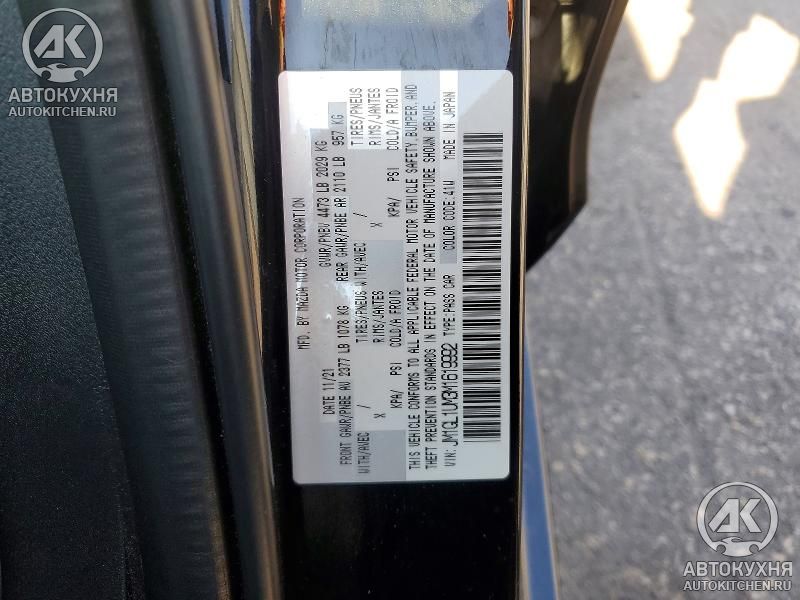 АК
АВТОКУХНЯ
AUTOKITCHEN.RU
MFD. BY MAZDA MOTOR CORPORATION
DATE 11/21 GVWR/PNBV 4473 LB 2029 KG
FRONT GAWR/PNBE AV 2377 LB 1078 KG REAR GAWR/PNBE AR 2110 LB 957 KG
WITH/AVEC TIRES/PNEUS WITH/AVEC TIRES/PNEUS
X / RIMS/JANTES X / RIMS/JANTES
KPA/ PSI COLD/A FROID KPA/ PSI COLD/A FROID
THIS VEHICLE CONFORMS TO ALL APPLICABLE FEDERAL MOTOR VEHICLE SAFETY, BUMPER, AND
THEFT PREVENTION STANDARDS IN EFFECT ON THE DATE OF MANUFACTURE SHOWN ABOVE.
VIN: JM1GL1UM3M1619992 TYPE:PASS CAR COLOR CODE:41W MADE IN JAPAN
АК
АВТОКУХНЯ
AUTOKITCHEN.RU